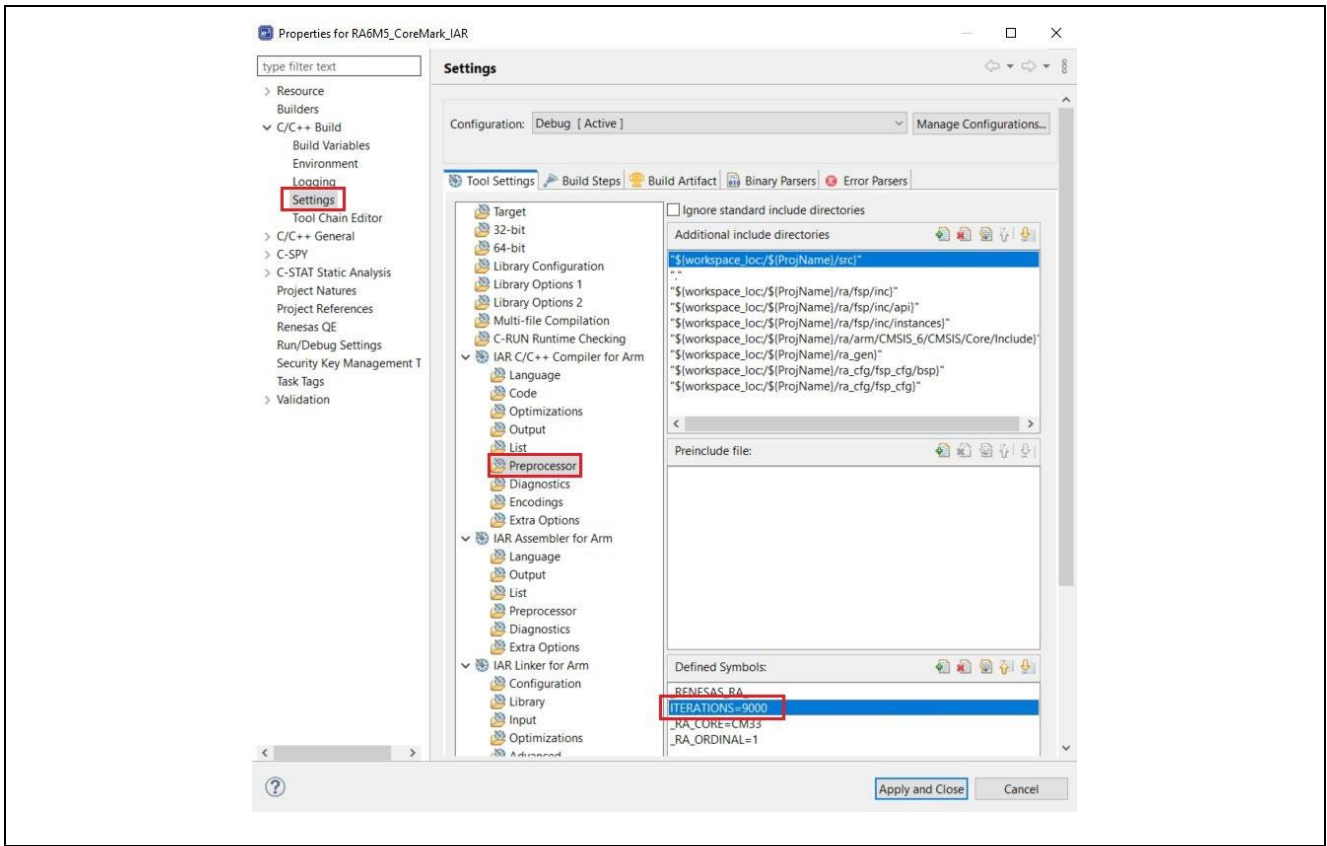 Properties for RA6M5_CoreMark_IAR
type filter text
Resource
Builders
C/C++ Build
Build Variables
Environment
Logging
Settings
Tool Chain Editor
C/C++ General
C-SPY
C-STAT Static Analysis
Project Natures
Project References
Renesas QE
Run/Debug Settings
Security Key Management T
Task Tags
Validation
Settings
Configuration: Debug [ Active ]
Manage Configurations...
Tool Settings Build Steps Build Artifact Binary Parsers Error Parsers
Target
32-bit
64-bit
Library Configuration
Library Options 1
Library Options 2
Multi-file Compilation
C-RUN Runtime Checking
IAR C/C++ Compiler for Arm
Language
Code
Optimizations
Output
List
Preprocessor
Diagnostics
Encodings
Extra Options
IAR Assembler for Arm
Language
Output
List
Preprocessor
Diagnostics
Extra Options
IAR Linker for Arm
Configuration
Library
Input
Optimizations
Advanced
Ignore standard include directories
Additional include directories
"${workspace_loc:/${ProjName}/src}"
"."
"${workspace_loc:/${ProjName}/ra/fsp/inc}"
"${workspace_loc:/${ProjName}/ra/fsp/inc/api}"
"${workspace_loc:/${ProjName}/ra/fsp/inc/instances}"
"${workspace_loc:/${ProjName}/ra/arm/CMSIS_6/CMSIS/Core/Include}"
"${workspace_loc:/${ProjName}/ra_gen}"
"${workspace_loc:/${ProjName}/ra_cfg/fsp_cfg/bsp}"
"${workspace_loc:/${ProjName}/ra_cfg/fsp_cfg}"
Preinclude file:
Defined Symbols:
_RENESAS_RA_
ITERATIONS=9000
_RA_CORE=CM33
_RA_ORDINAL=1
Apply and Close
Cancel